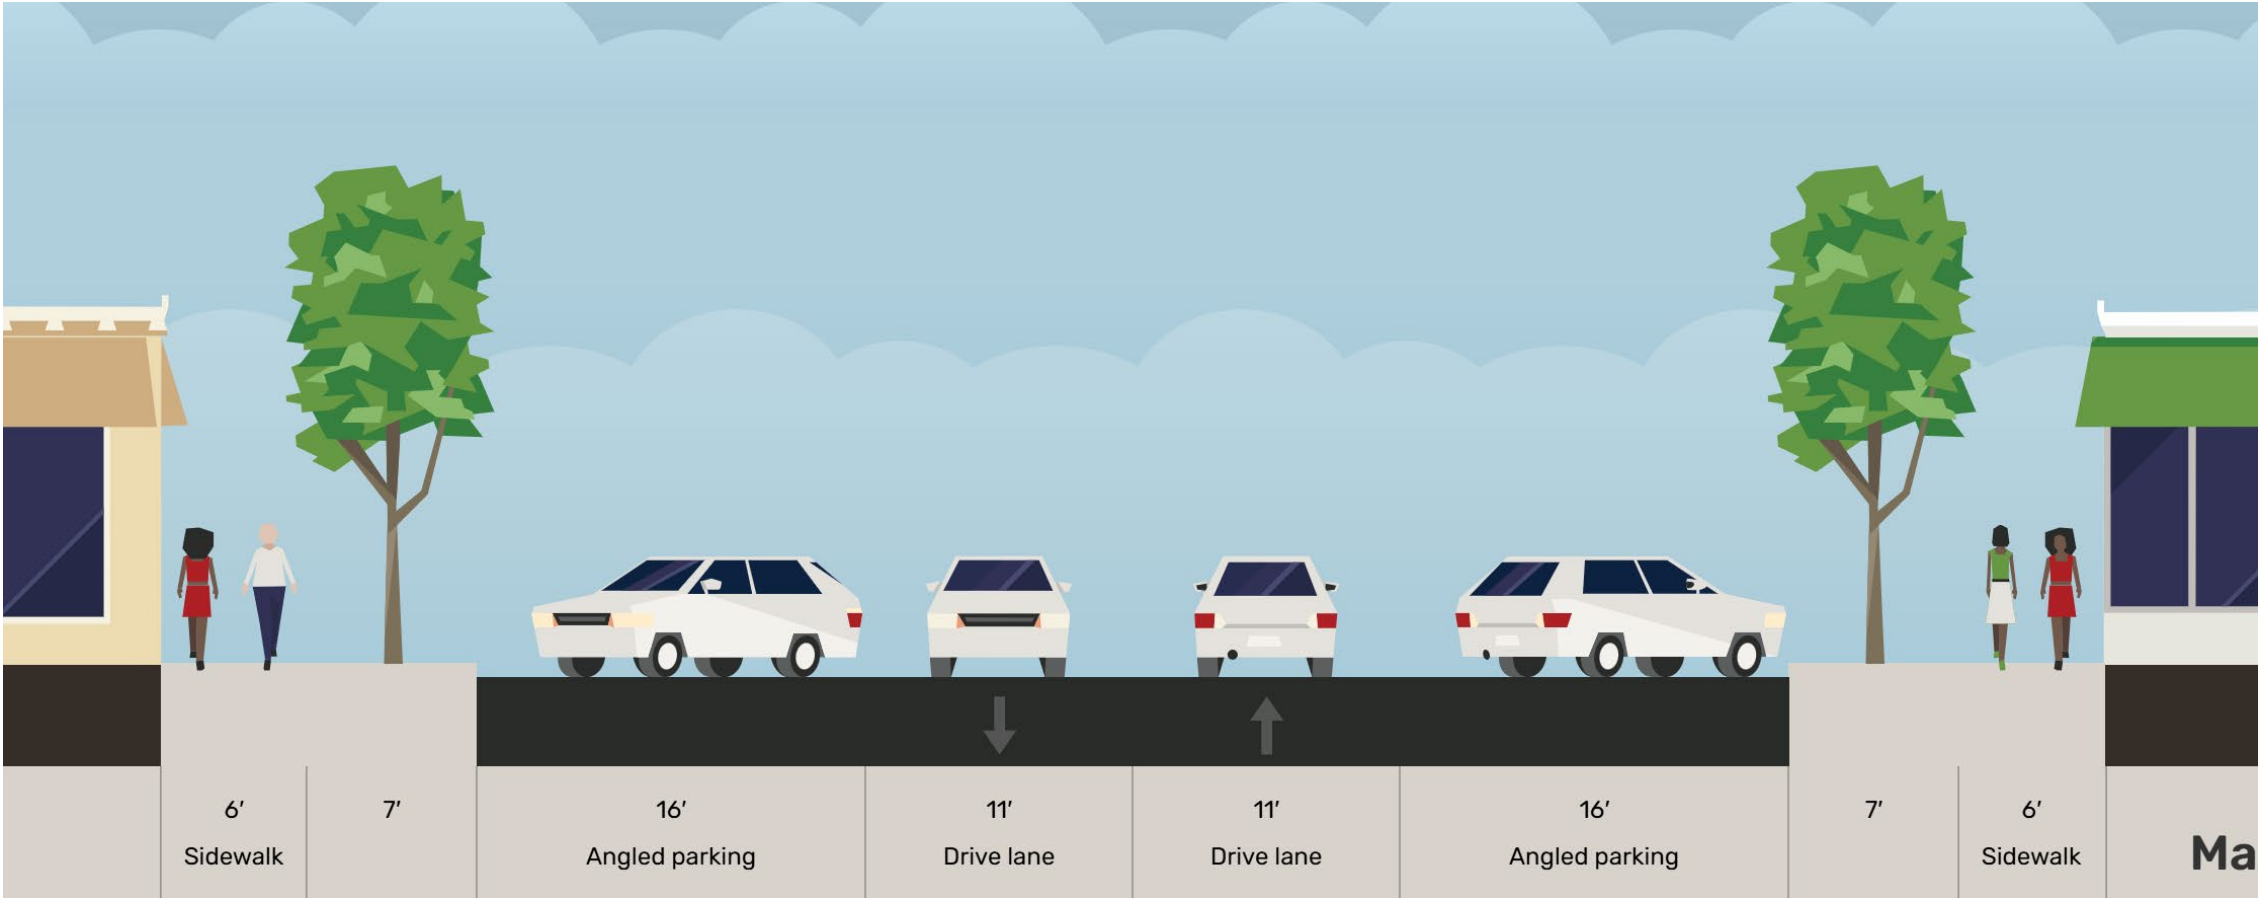 6′
7′
16′
11′
11′
16′
7′
6′
Sidewalk
Angled parking
Drive lane
Drive lane
Angled parking
Sidewalk
Ma